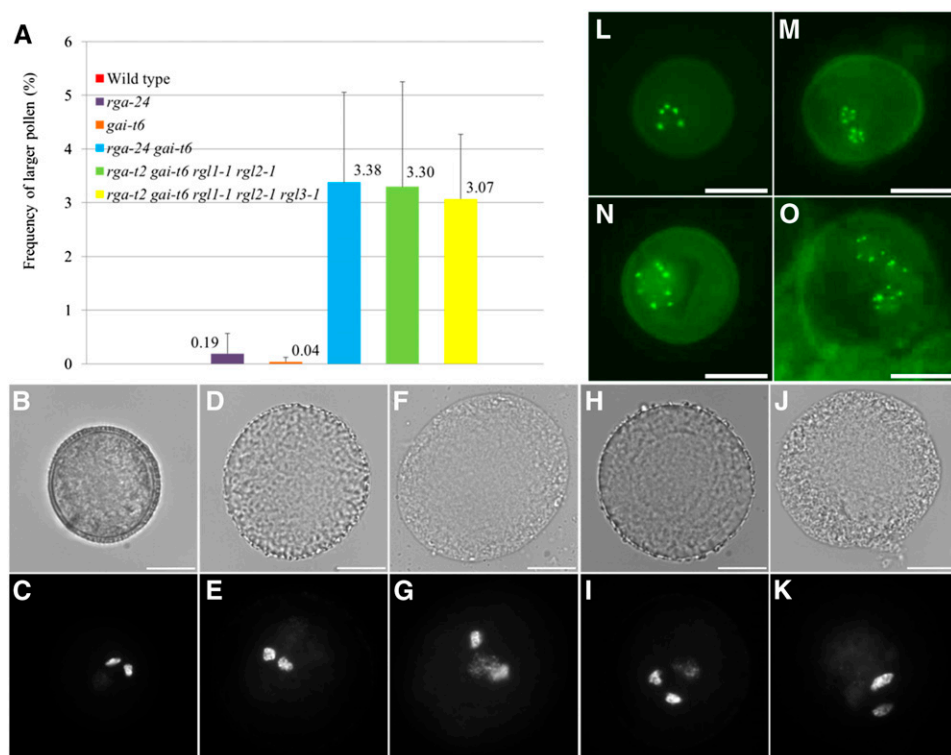 A
Frequency of larger pollen (%)
6
5
4
3
2
1
0
Wild type
rga-24
gai-t6
rga-24 gai-t6
rga-t2 gai-t6 rgl1-1 rgl2-1
rga-t2 gai-t6 rgl1-1 rgl2-1 rgl3-1
0.19
0.04
3.38
3.30
3.07
L
M
N
O
B
D
F
H
J
C
E
G
I
K